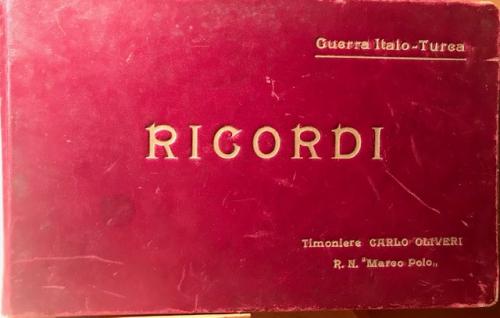 Guerra Italo-Turca
RICORDI
Timoniere CARLO OLIVERI
R. N. "Marco Polo„